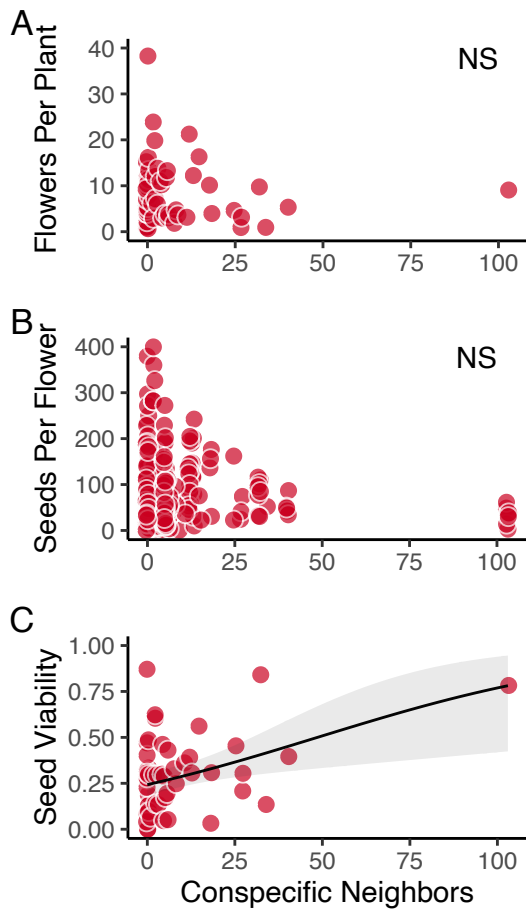 A
Flowers Per Plant
40
30
20
10
0
NS
0 25 50 75 100
B
Seeds Per Flower
400
300
200
100
0
NS
0 25 50 75 100
C
Seed Viability
1.00
0.75
0.50
0.25
0.00
0 25 50 75 100
Conspecific Neighbors